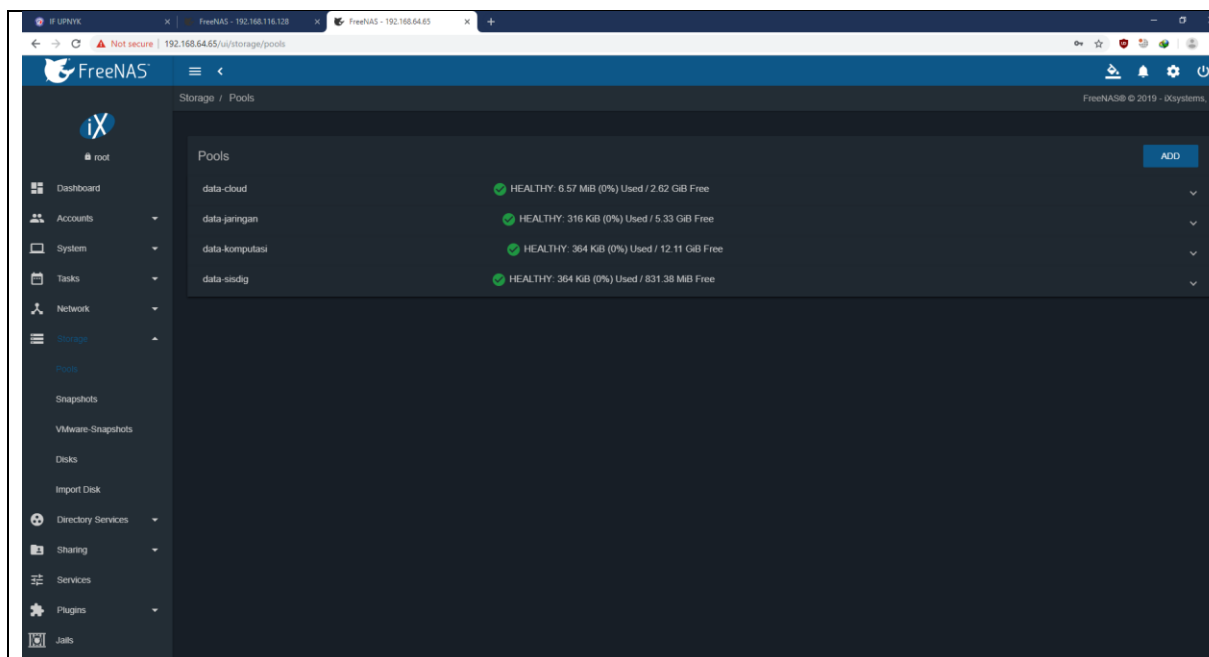 IF UPNYK
FreeNAS - 192.168.116.128
FreeNAS - 192.168.64.65
Not secure 192.168.64.65/ui/storage/pools
FreeNAS
Storage / Pools
FreeNAS® © 2019 - iXsystems,
iX
root
Pools
ADD
Dashboard
data-cloud HEALTHY: 6.57 MiB (0%) Used / 2.62 GiB Free
Accounts
data-jaringan HEALTHY: 316 KiB (0%) Used / 5.33 GiB Free
System
data-komputasi HEALTHY: 364 KiB (0%) Used / 12.11 GiB Free
Tasks
data-sisdig HEALTHY: 364 KiB (0%) Used / 831.38 MiB Free
Network
Storage
Pools
Snapshots
VMware-Snapshots
Disks
Import Disk
Directory Services
Sharing
Services
Plugins
Jails